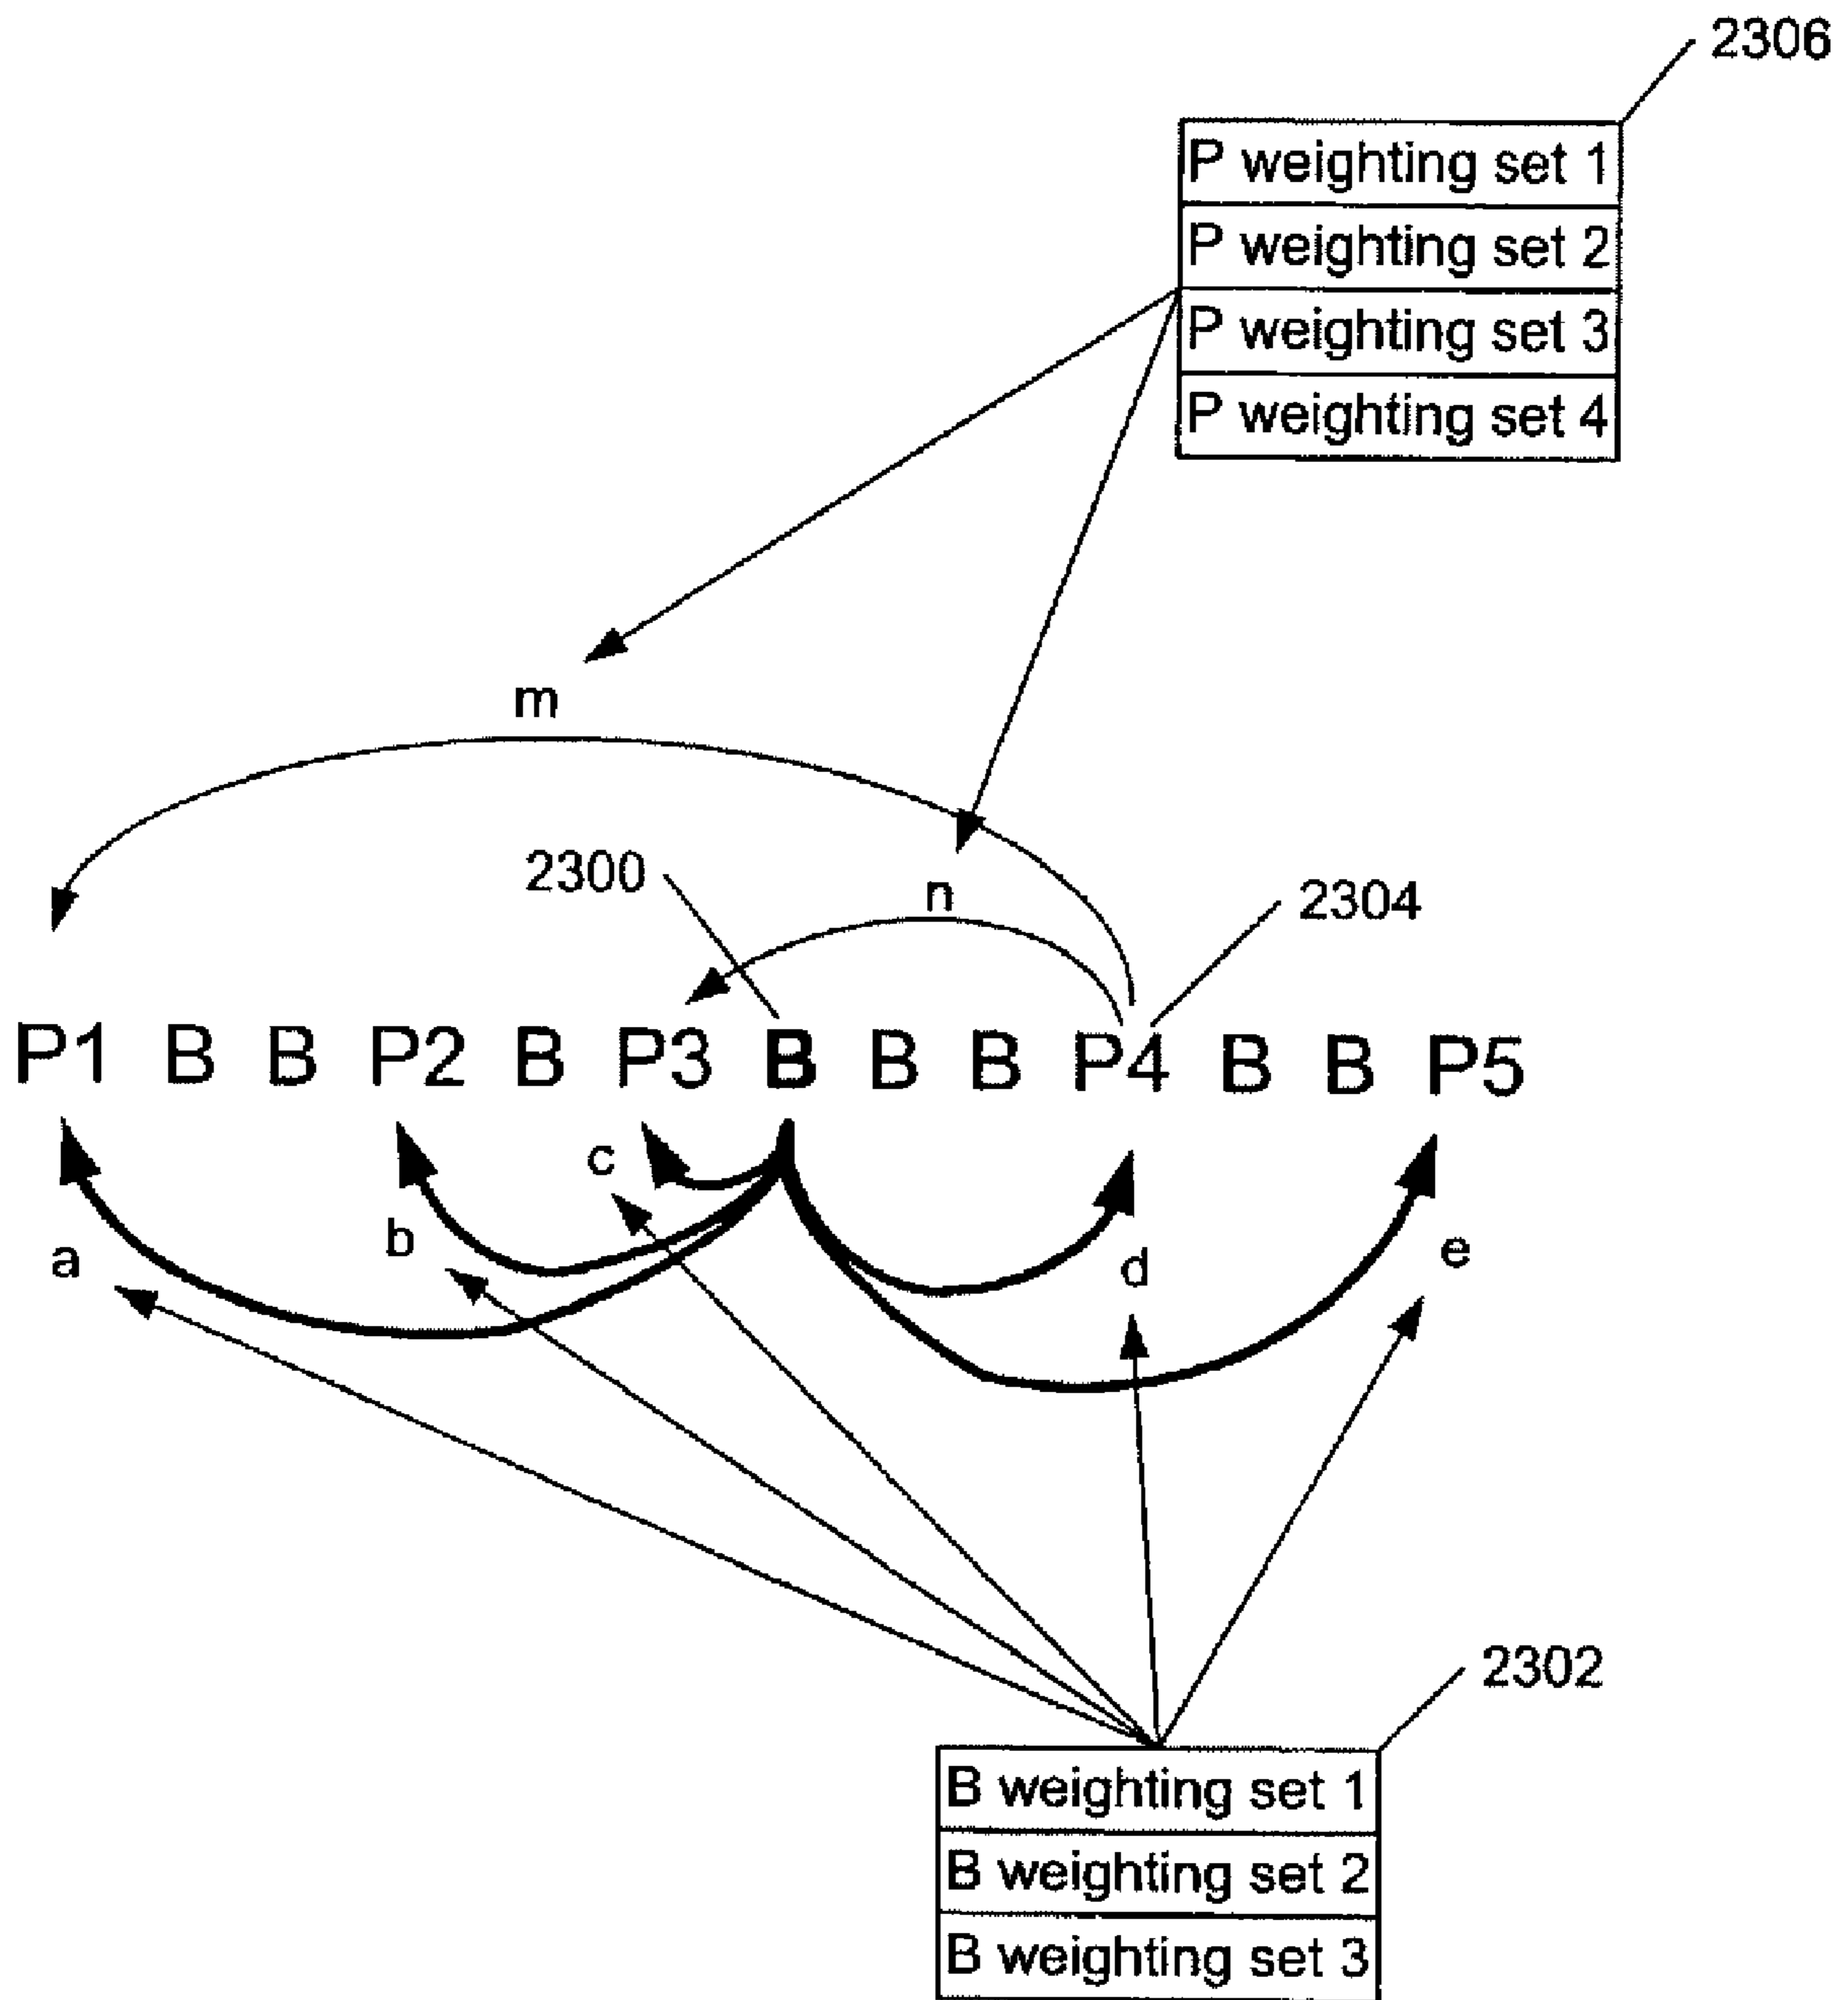 2306
P weighting set 1
P weighting set 2
P weighting set 3
P weighting set 4
m
2300
n
2304
P1 B B P2 B P3 B B B P4 B B P5
c
b
a
d
e
2302
B weighting set 1
B weighting set 2
B weighting set 3